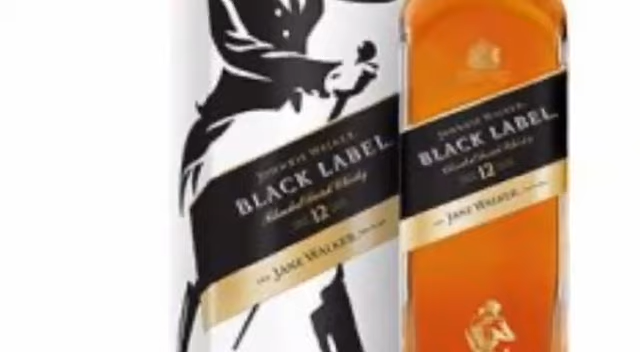 JOHNNIE WALKER
BLACK LABEL
Blended Scotch Whisky
12
JANE WALKER
JOHNNIE WALKER
BLACK LABEL
Blended Scotch Whisky
12
JANE WALKER